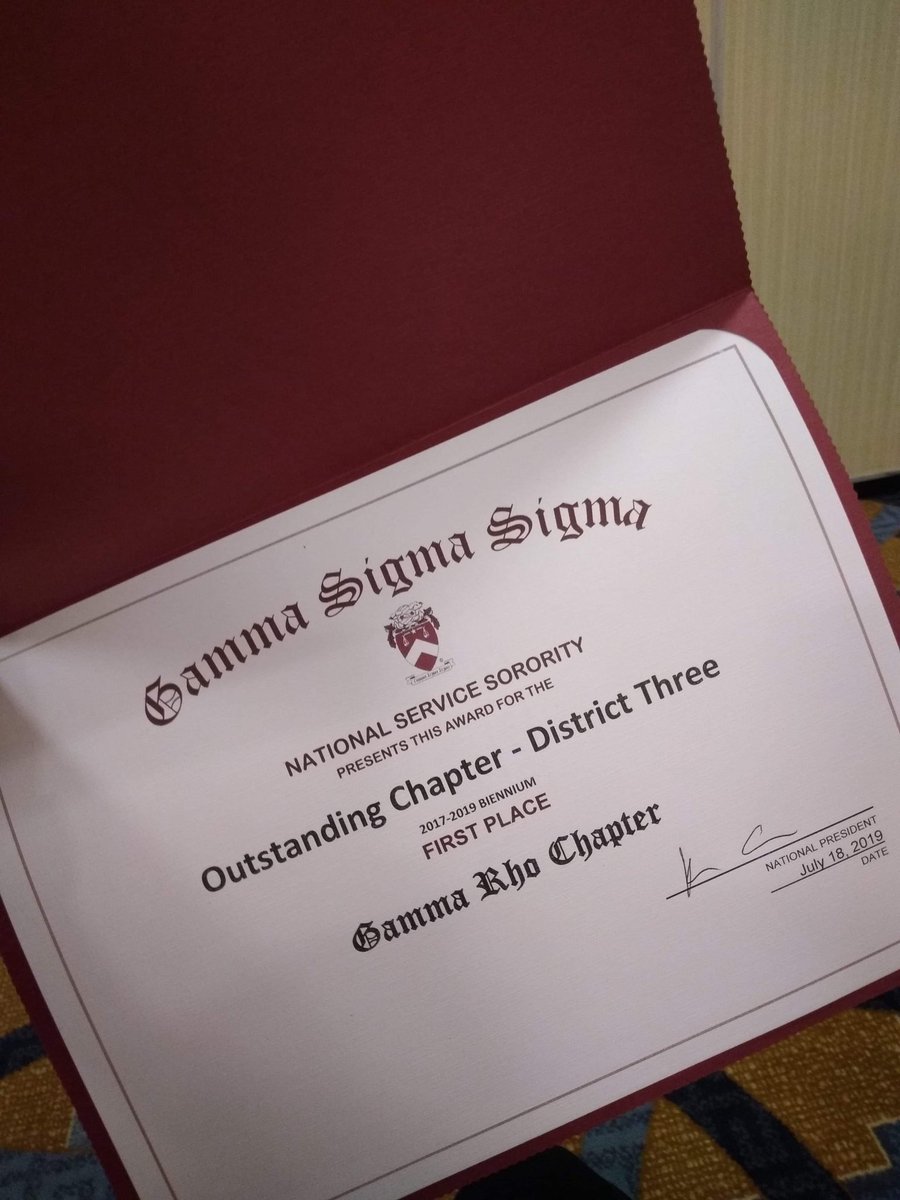 Gamma Sigma Sigma
NATIONAL SERVICE SORORITY
PRESENTS THIS AWARD FOR THE
Outstanding Chapter - District Three
2017-2019 BIENNIUM
FIRST PLACE
Gamma Rho Chapter
NATIONAL PRESIDENT
July 18, 2019
DATE